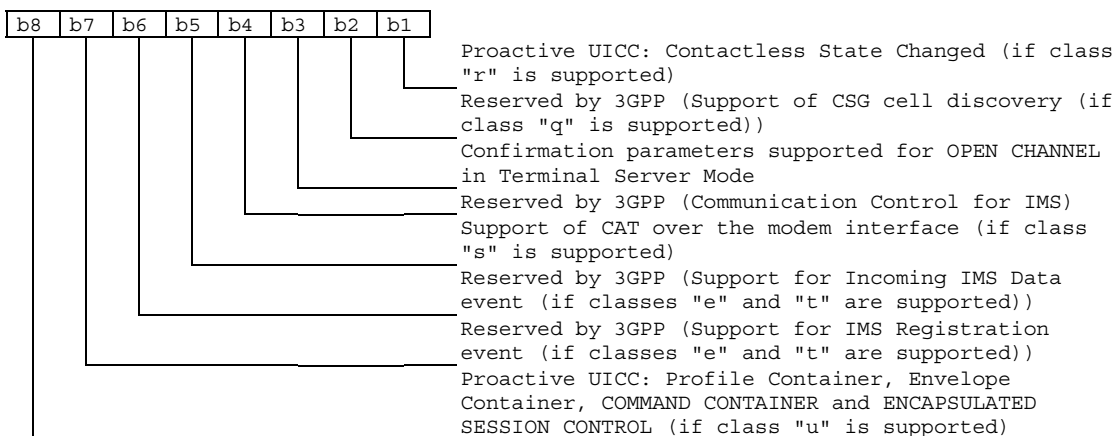 b8 b7 b6 b5 b4 b3 b2 b1
Proactive UICC: Contactless State Changed (if class
"r" is supported)
Reserved by 3GPP (Support of CSG cell discovery (if
class "q" is supported))
Confirmation parameters supported for OPEN CHANNEL
in Terminal Server Mode
Reserved by 3GPP (Communication Control for IMS)
Support of CAT over the modem interface (if class
"s" is supported)
Reserved by 3GPP (Support for Incoming IMS Data
event (if classes "e" and "t" are supported))
Reserved by 3GPP (Support for IMS Registration
event (if classes "e" and "t" are supported))
Proactive UICC: Profile Container, Envelope
Container, COMMAND CONTAINER and ENCAPSULATED
SESSION CONTROL (if class "u" is supported)